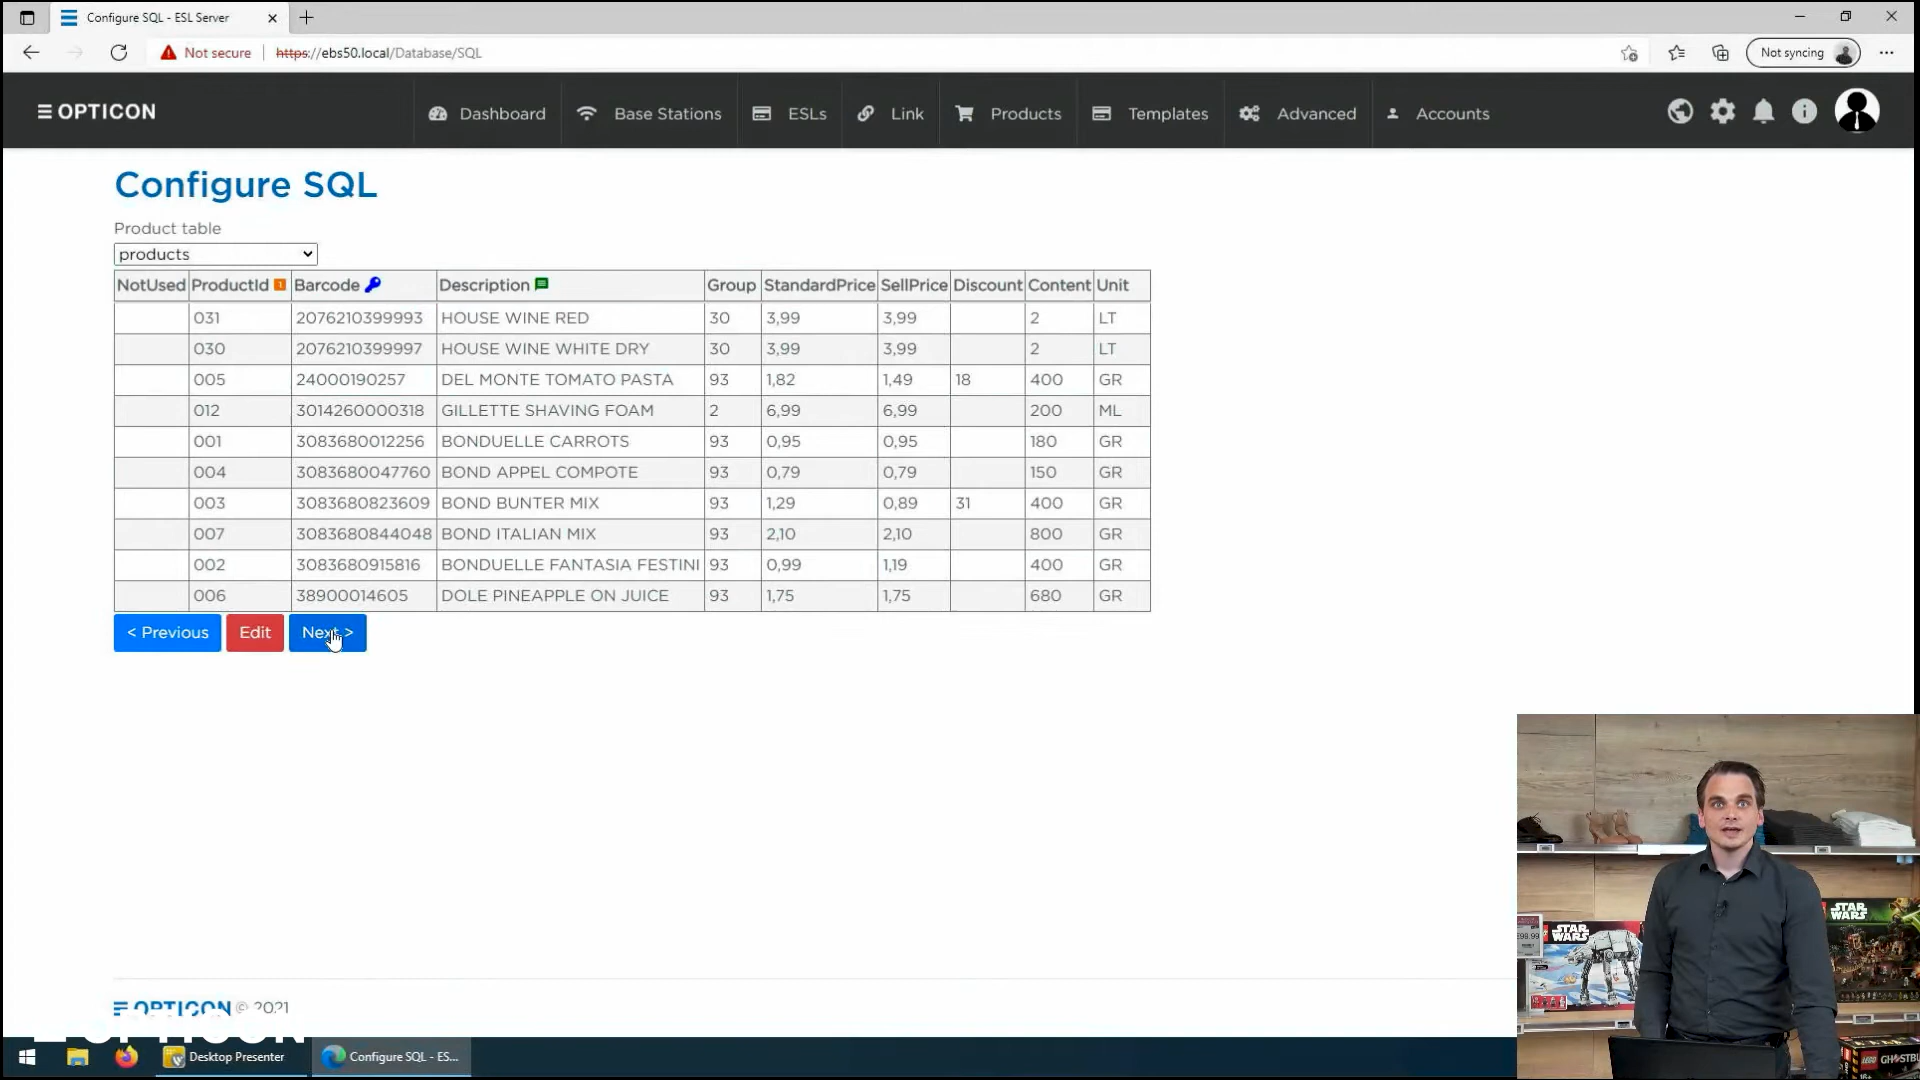 Configure SQL - ESL Server
Not secure https://ebs50.local/Database/SQL Not syncing
OPTICON Dashboard Base Stations ESLs Link Products Templates Advanced Accounts
Configure SQL
Product table
products
NotUsed ProductId 1 Barcode Description Group StandardPrice SellPrice Discount Content Unit
031 2076210399993 HOUSE WINE RED 30 3,99 3,99 2 LT
030 2076210399997 HOUSE WINE WHITE DRY 30 3,99 3,99 2 LT
005 24000190257 DEL MONTE TOMATO PASTA 93 1,82 1,49 18 400 GR
012 3014260000318 GILLETTE SHAVING FOAM 2 6,99 6,99 200 ML
001 3083680012256 BONDUELLE CARROTS 93 0,95 0,95 180 GR
004 3083680047760 BOND APPEL COMPOTE 93 0,79 0,79 150 GR
003 3083680823609 BOND BUNTER MIX 93 1,29 0,89 31 400 GR
007 3083680844048 BOND ITALIAN MIX 93 2,10 2,10 800 GR
002 3083680915816 BONDUELLE FANTASIA FESTINI 93 0,99 1,19 400 GR
006 38900014605 DOLE PINEAPPLE ON JUICE 93 1,75 1,75 680 GR
< Previous Edit Next >
STAR WARS
STAR WARS
OPTICON © 2021
OPTICON
Desktop Presenter Configure SQL - ES...
LEGO GHOSTB